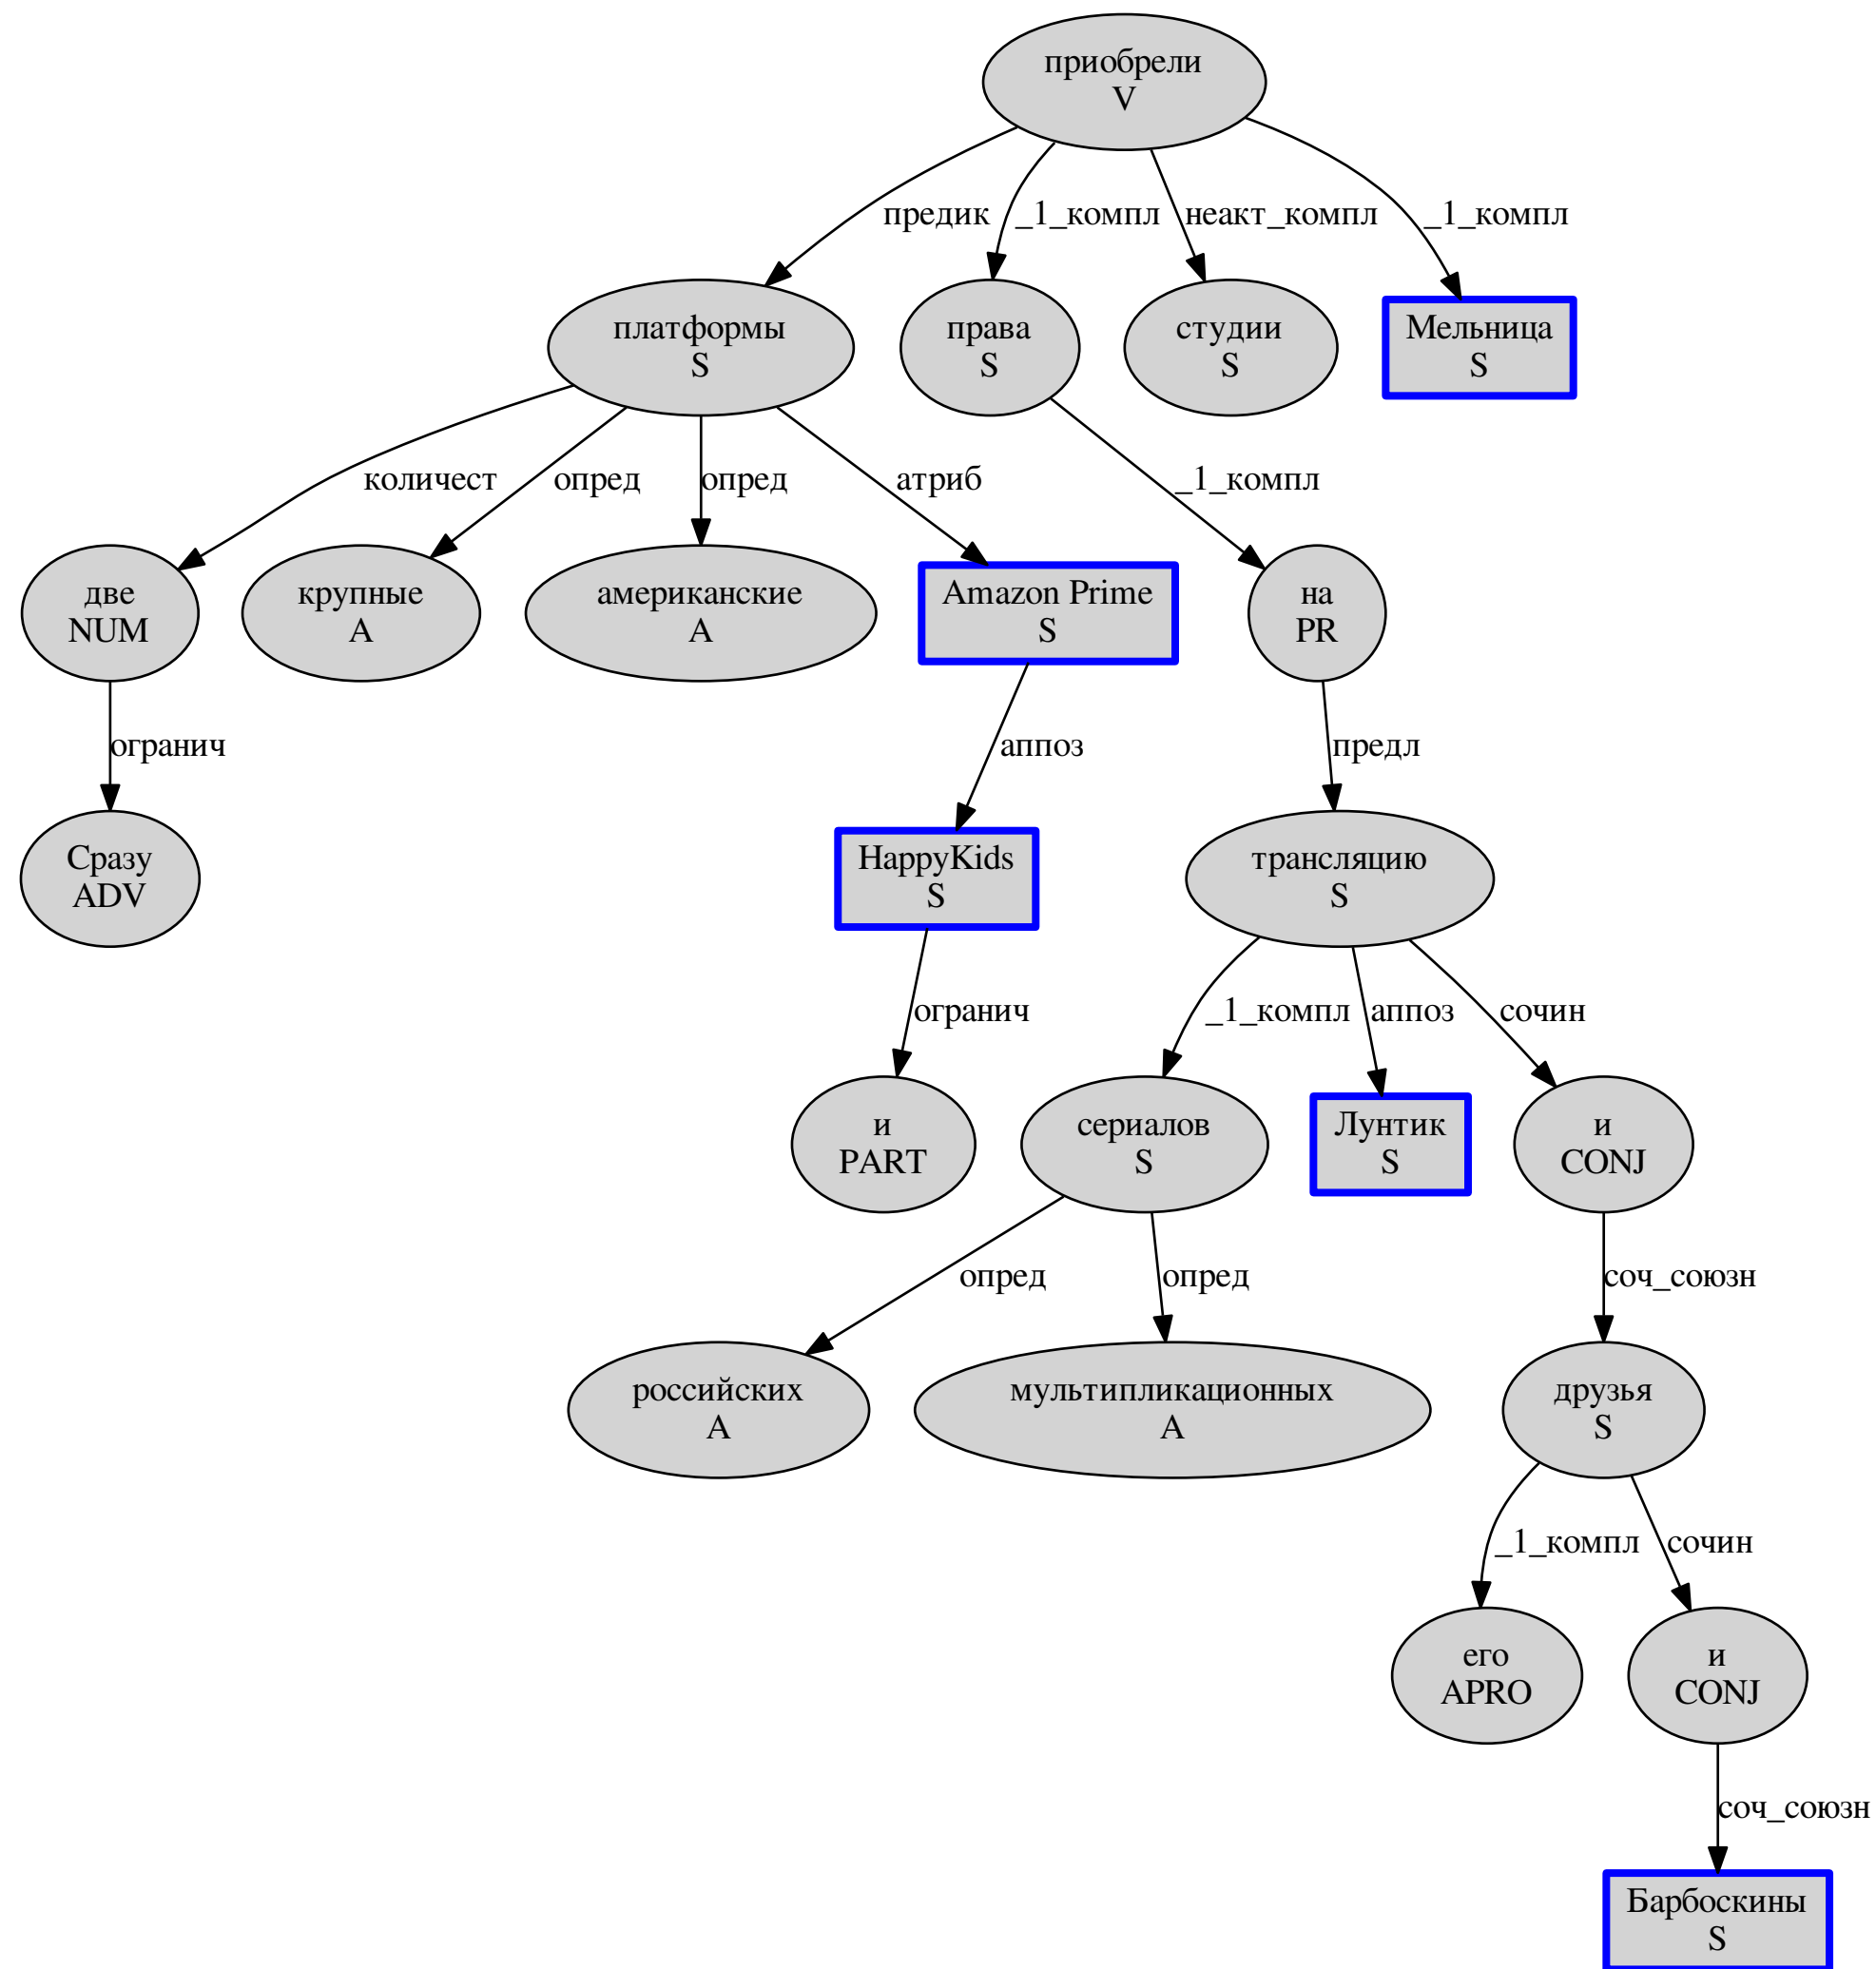 приобрели
V
предик
_1_компл
неакт_компл
_1_компл
платформы
S
права
S
студии
S
Мельница
S
количест
опред
опред
атриб
_1_компл
две
NUM
крупные
A
американские
A
Amazon Prime
S
на
PR
огранич
аппоз
предл
Сразу
ADV
HappyKids
S
трансляцию
S
огранич
_1_компл
аппоз
сочин
и
PART
сериалов
S
Лунтик
S
и
CONJ
опред
опред
соч_союзн
российских
A
мультипликационных
A
друзья
S
_1_компл
сочин
его
APRO
и
CONJ
соч_союзн
Барбоскины
S